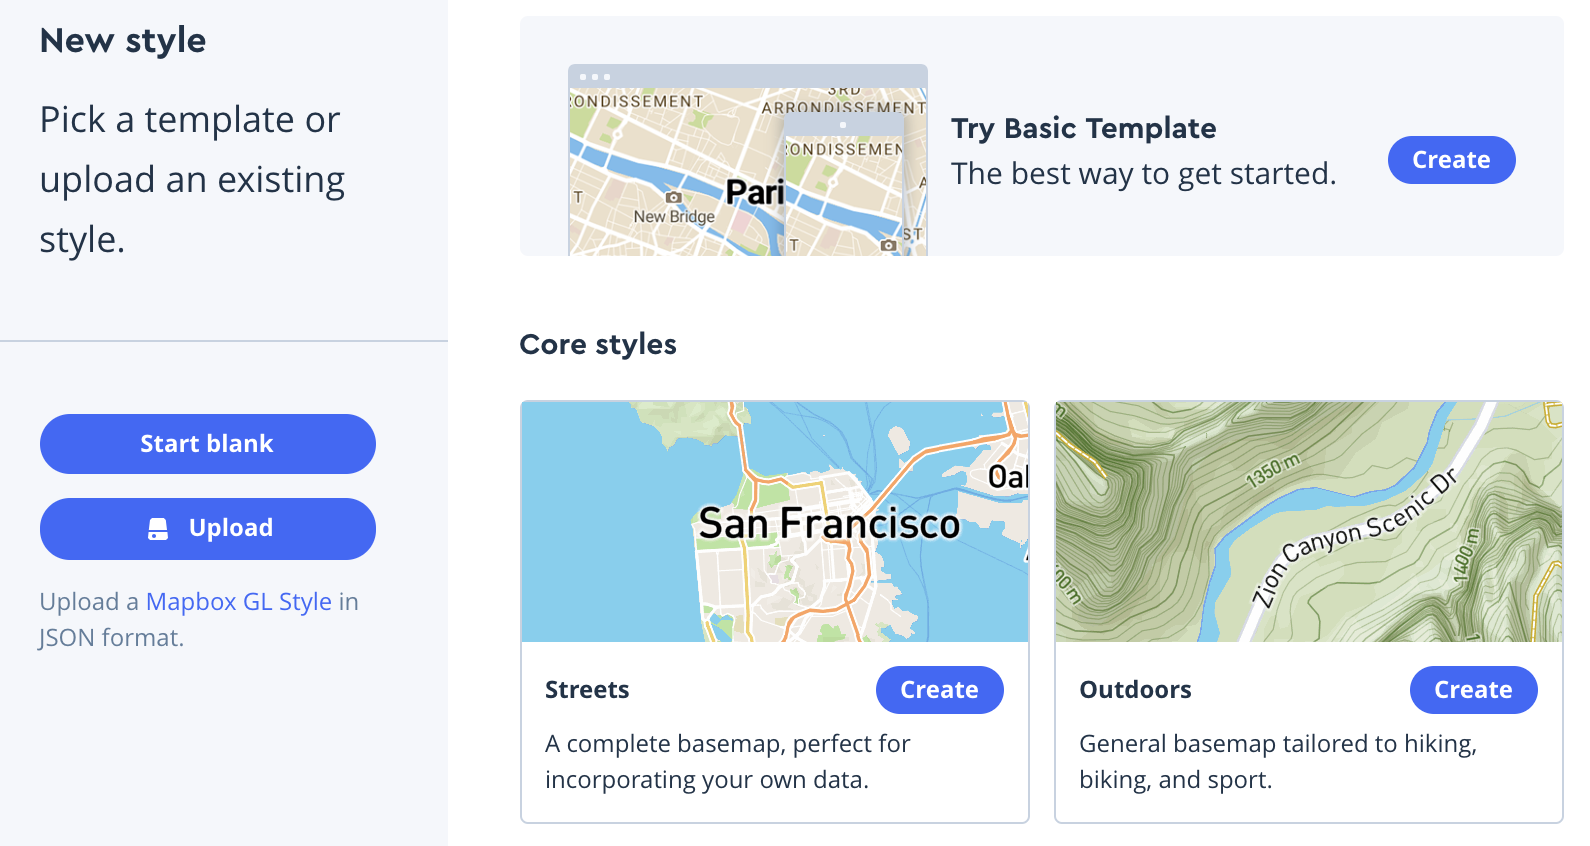 New style
Pick a template or
upload an existing
style.
Start blank
Upload
Upload a Mapbox GL Style in
JSON format.
3RD
ONDISSEMENT
ARRONDISSEMENT
ONDISSEMEN
Pari
New Bridge
T
T
ST
A
Try Basic Template
The best way to get started.
Create
Core styles
Oal
San Francisco
Streets
Create
A complete basemap, perfect for
incorporating your own data.
1350 m
Zion Canyon Scenic Dr
1400 m
00 m
Outdoors
Create
General basemap tailored to hiking,
biking, and sport.